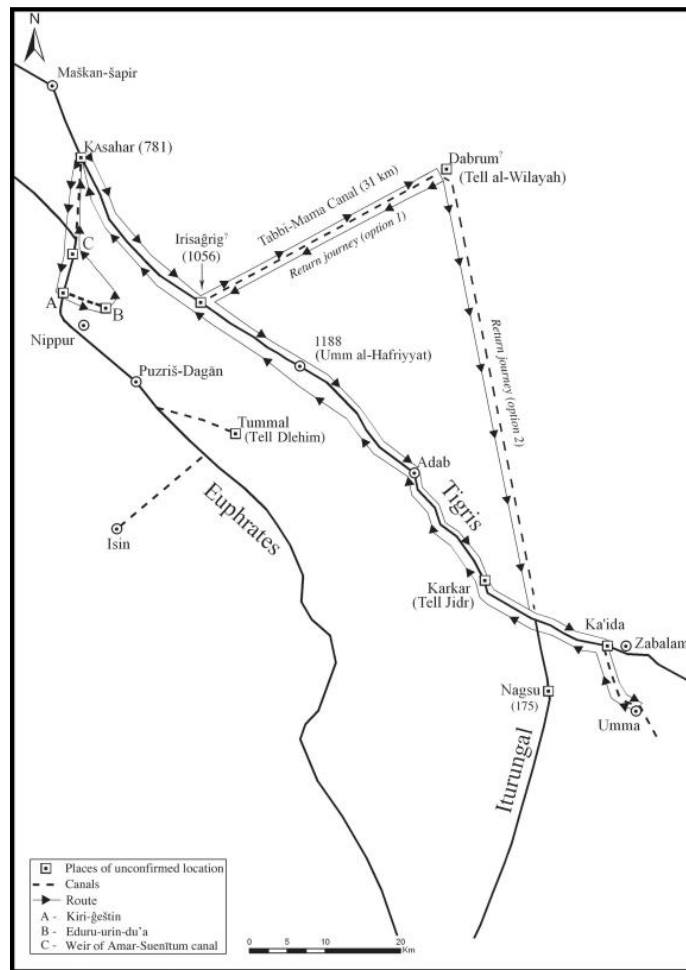 N
Maškan-šapir
KAsahar (781)
Dabrum?
(Tell al-Wilayah)
Tabbi-Mama Canal (31 km)
Return journey (option 1)
Irisaĝrig?
(1056)
C
A
B
Nippur
1188
(Umm al-Hafriyyat)
Puzriš-Dagān
Return journey (option 2)
Tummal
(Tell Dlehim)
Adab
Tigris
Euphrates
Isin
Karkar
(Tell Jidr)
Ka'ida
Zabalam
Nagsu
(175)
Umma
Iturungal
Places of unconfirmed location
Canals
Route
A - Kiri-ĝeštin
B - Eduru-urin-du'a
C - Weir of Amar-Suenītum canal
0 5 10 20
Km